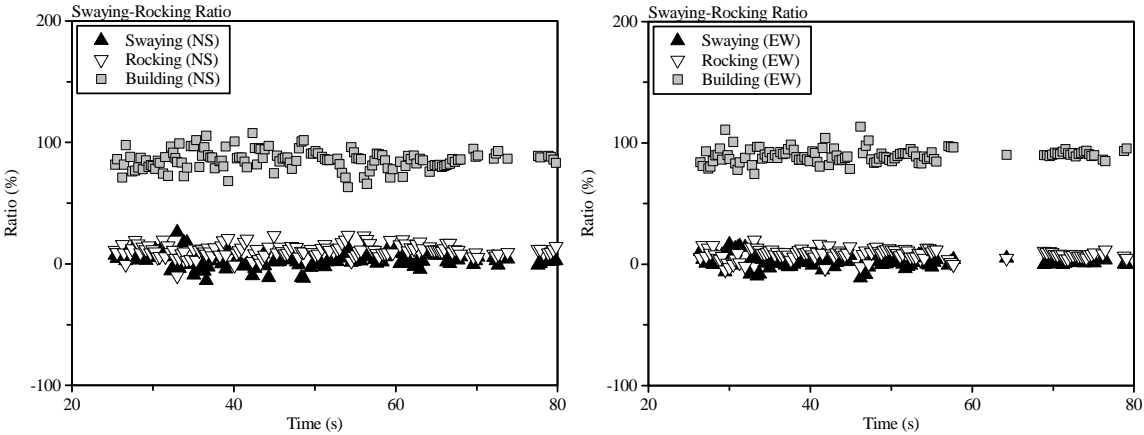 Swaying-Rocking Ratio
200
Swaying (NS)
Rocking (NS)
Building (NS)
100
0
-100
20
40
60
80
Ratio (%)
Time (s)
Swaying-Rocking Ratio
200
Swaying (EW)
Rocking (EW)
Building (EW)
100
0
-100
20
40
60
80
Ratio (%)
Time (s)